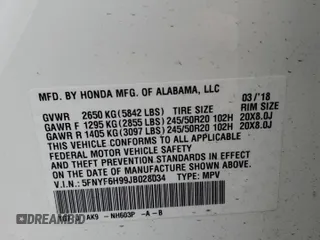 MFD. BY HONDA MFG. OF ALABAMA, LLC
03/'18
GVWR 2650 KG (5842 LBS) TIRE SIZE RIM SIZE
GAWR F 1295 KG (2855 LBS) 245/50R20 102H 20X8.0J
GAWR R 1405 KG (3097 LBS) 245/50R20 102H 20X8.0J
THIS VEHICLE CONFORMS TO ALL APPLICABLE
FEDERAL MOTOR VEHICLE SAFETY STANDARDS
IN EFFECT ON THE DATE OF
MANUFACTURE SHOWN ABOVE.
V.I.N.: 5FNYF6H99JB028034 TYPE: MPV
AK9 -NH603P -A-B